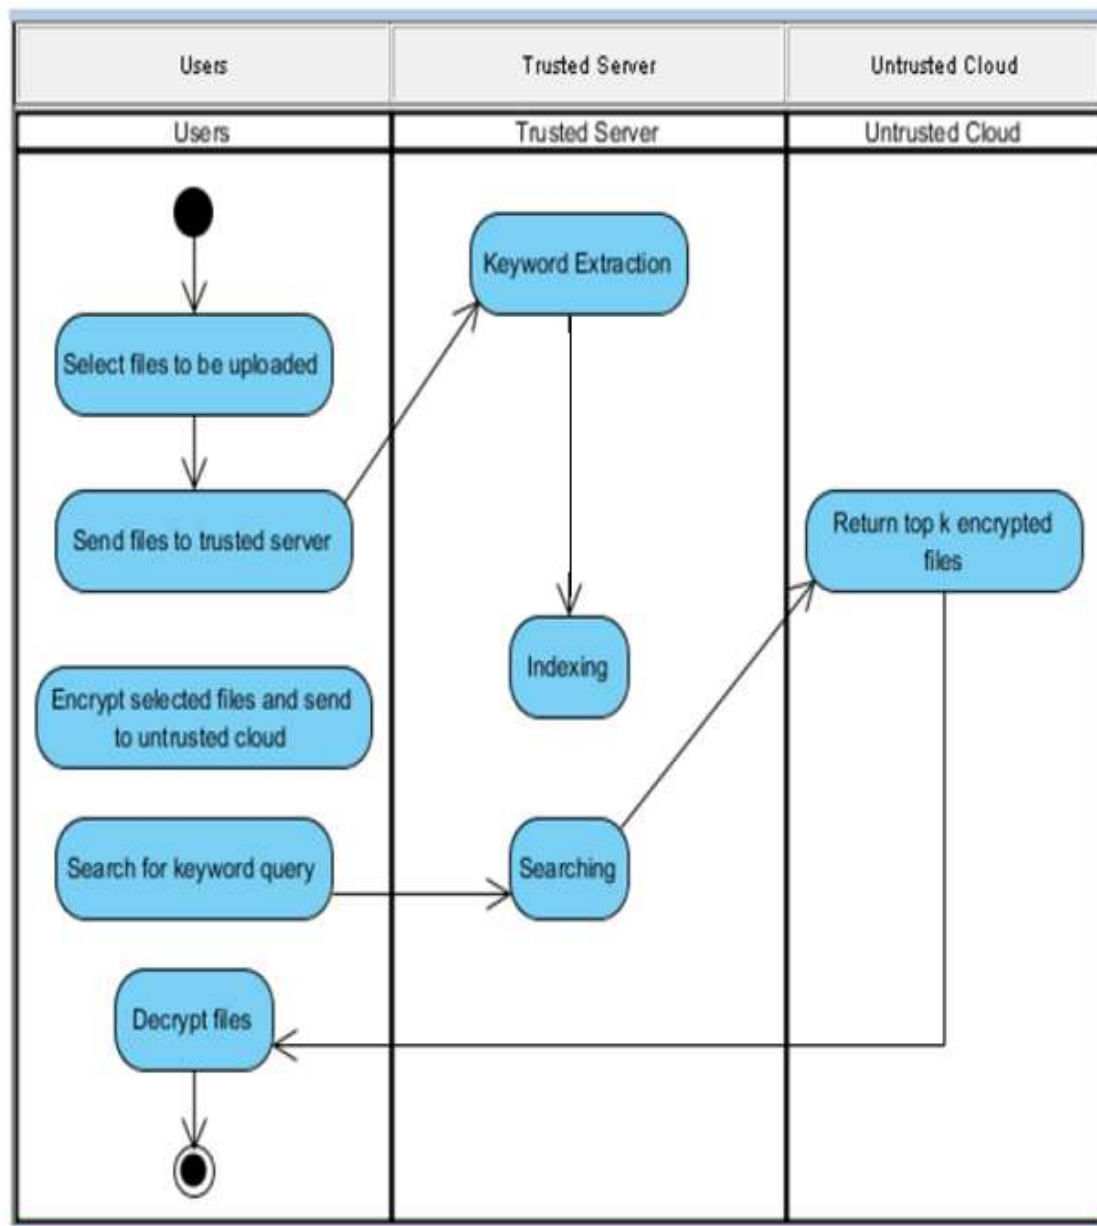 Users
Trusted Server
Untrusted Cloud
Users
Trusted Server
Untrusted Cloud
Keyword Extraction
Select files to be uploaded
Send files to trusted server
Return top k encrypted
files
Indexing
Encrypt selected files and send
to untrusted cloud
Search for keyword query
Searching
Decrypt files